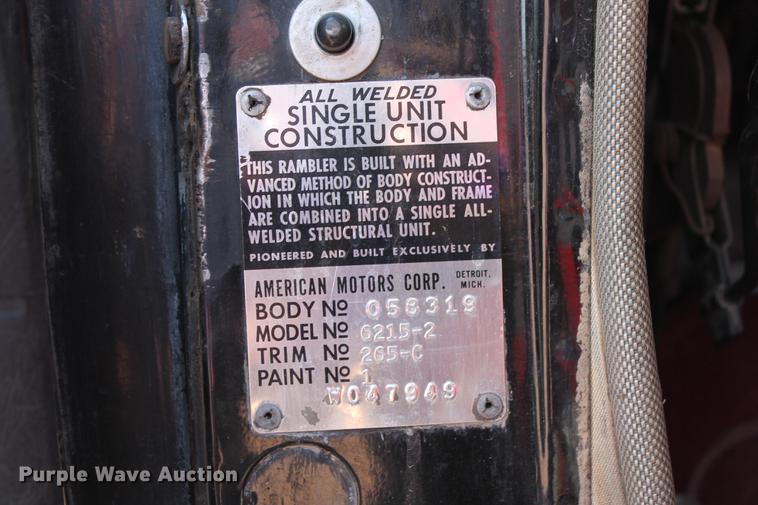 ALL WELDED
SINGLE UNIT
CONSTRUCTION
THIS RAMBLER IS BUILT WITH AN AD-
VANCED METHOD OF BODY CONSTRUCT-
ION IN WHICH THE BODY AND FRAME
ARE COMBINED INTO A SINGLE ALL-
WELDED STRUCTURAL UNIT.
PIONEERED AND BUILT EXCLUSIVELY BY
AMERICAN MOTORS CORP. DETROIT, MICH.
BODY NO 058319
MODEL NO 6215-2
TRIM NO 265-C
PAINT NO 1
W047949
Purple Wave Auction